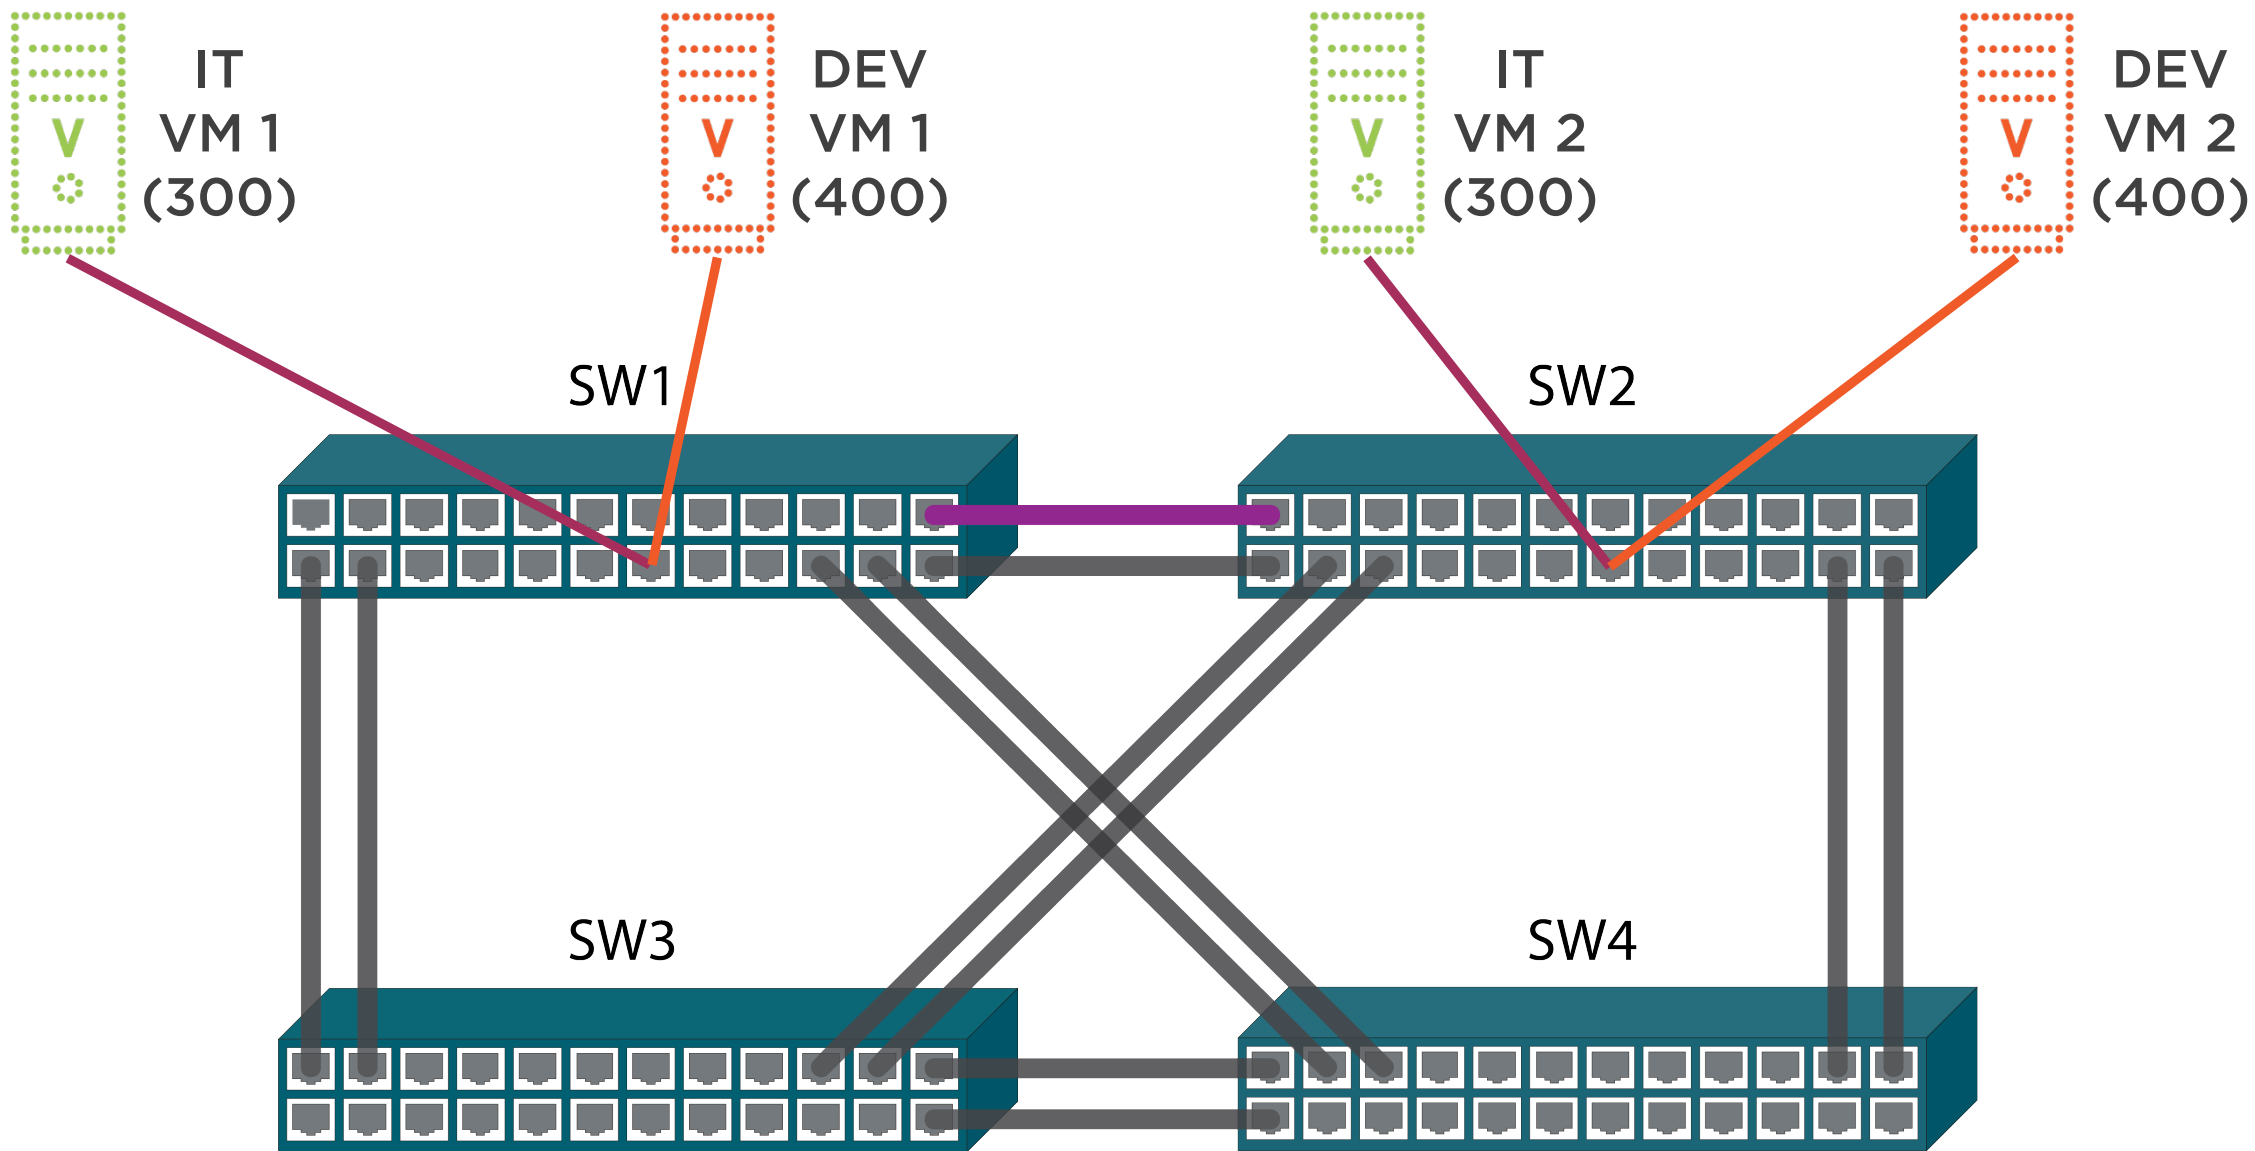 IT
VM 1
(300)
DEV
VM 1
(400)
IT
VM 2
(300)
DEV
VM 2
(400)
SW1
SW2
SW3
SW4